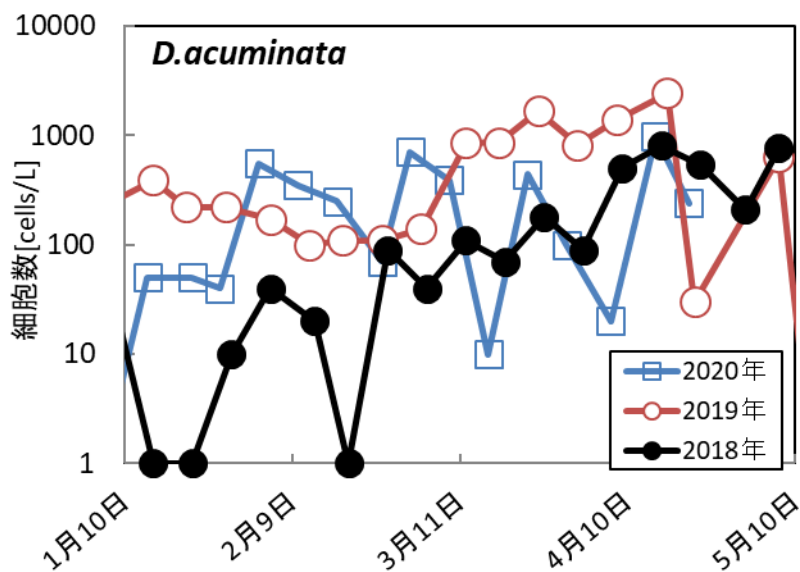 D.acuminata
10000
1000
100
10
1
細胞数[cells/L]
2020年
2019年
2018年
1月10日
2月9日
3月11日
4月10日
5月10日